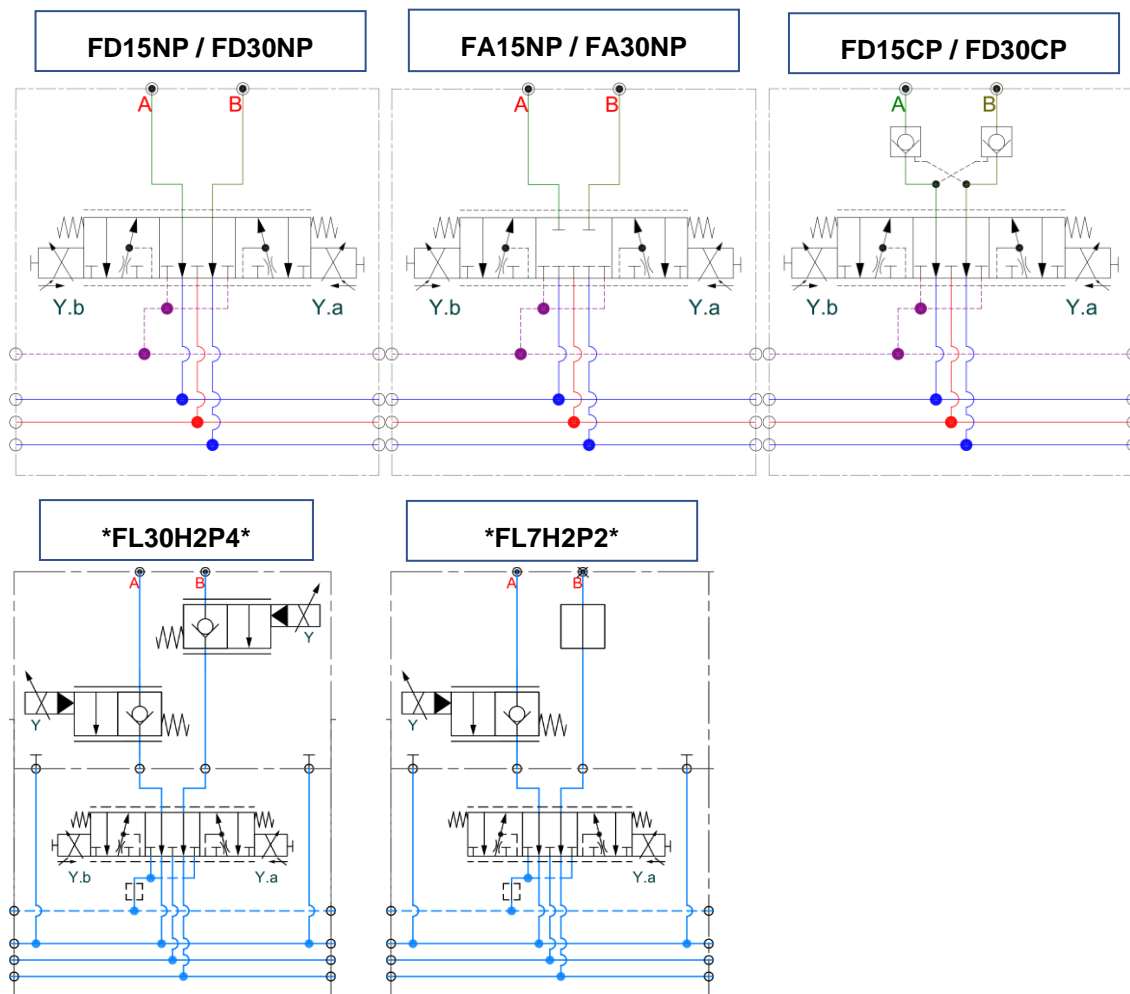 FD15NP / FD30NP
FA15NP / FA30NP
FD15CP / FD30CP
A B
A B
A B
Y.b Y.a
Y.b Y.a
Y.b Y.a
*FL30H2P4*
*FL7H2P2*
A B
A B
Y
Y
Y
Y.b Y.a
Y.a